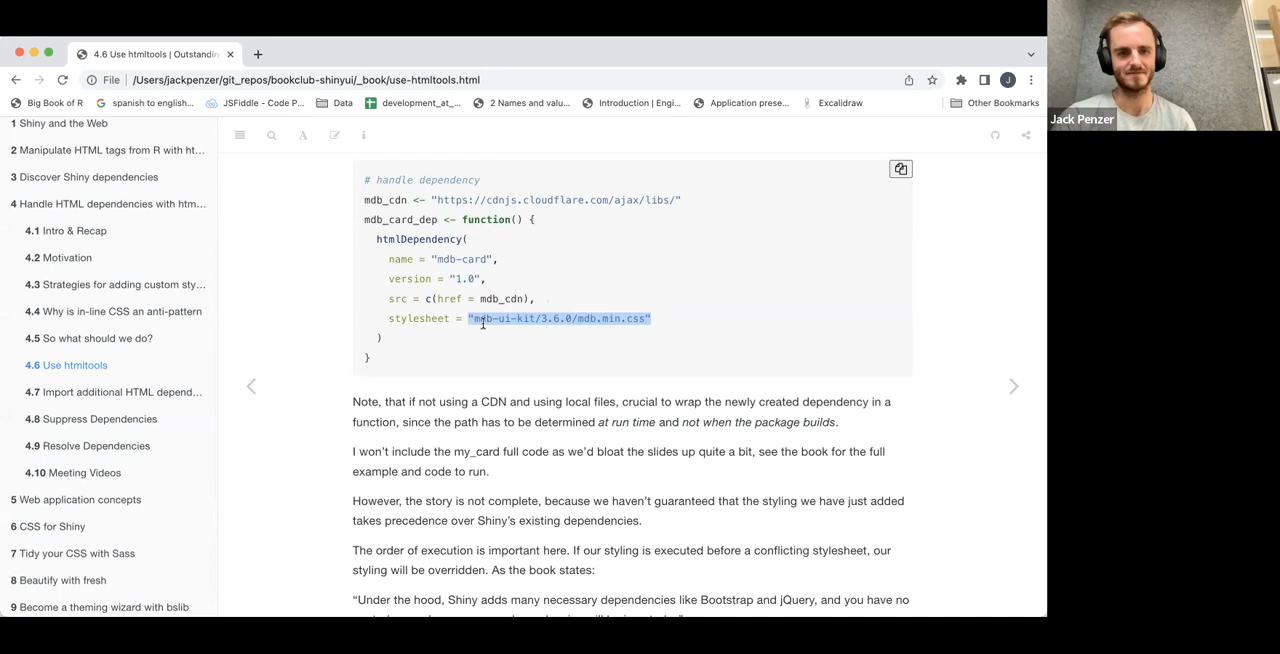 4.6 Use htmltools | Outstandin
File
/Users/jackpenzer/git_repos/bookclub-shinyui/_book/use-htmltools.html
J
Big Book of R
spanish to english...
JSFiddle - Code P...
Data
development_at_...
2 Names and valu...
Introduction | Engi...
Application prese...
Excalidraw
Other Bookmarks
Jack Penzer
1 Shiny and the Web
2 Manipulate HTML tags from R with ht...
3 Discover Shiny dependencies
4 Handle HTML dependencies with htm...
4.1 Intro & Recap
4.2 Motivation
4.3 Strategies for adding custom sty...
4.4 Why is in-line CSS an anti-pattern
4.5 So what should we do?
4.6 Use htmltools
4.7 Import additional HTML depend...
4.8 Suppress Dependencies
4.9 Resolve Dependencies
4.10 Meeting Videos
5 Web application concepts
6 CSS for Shiny
7 Tidy your CSS with Sass
8 Beautify with fresh
9 Become a theming wizard with bslib
A
i
# handle dependency
mdb_cdn <- "https://cdnjs.cloudflare.com/ajax/libs/"
mdb_card_dep <- function() {
htmlDependency(
name = "mdb-card",
version = "1.0",
src = c(href = mdb_cdn),
stylesheet = "mdb-ui-kit/3.6.0/mdb.min.css"
)
}
Note, that if not using a CDN and using local files, crucial to wrap the newly created dependency in a
function, since the path has to be determined at run time and not when the package builds.
I won't include the my_card full code as we'd bloat the slides up quite a bit, see the book for the full
example and code to run.
However, the story is not complete, because we haven't guaranteed that the styling we have just added
takes precedence over Shiny's existing dependencies.
The order of execution is important here. If our styling is executed before a conflicting stylesheet, our
styling will be overridden. As the book states:
"Under the hood, Shiny adds many necessary dependencies like Bootstrap and jQuery, and you have no